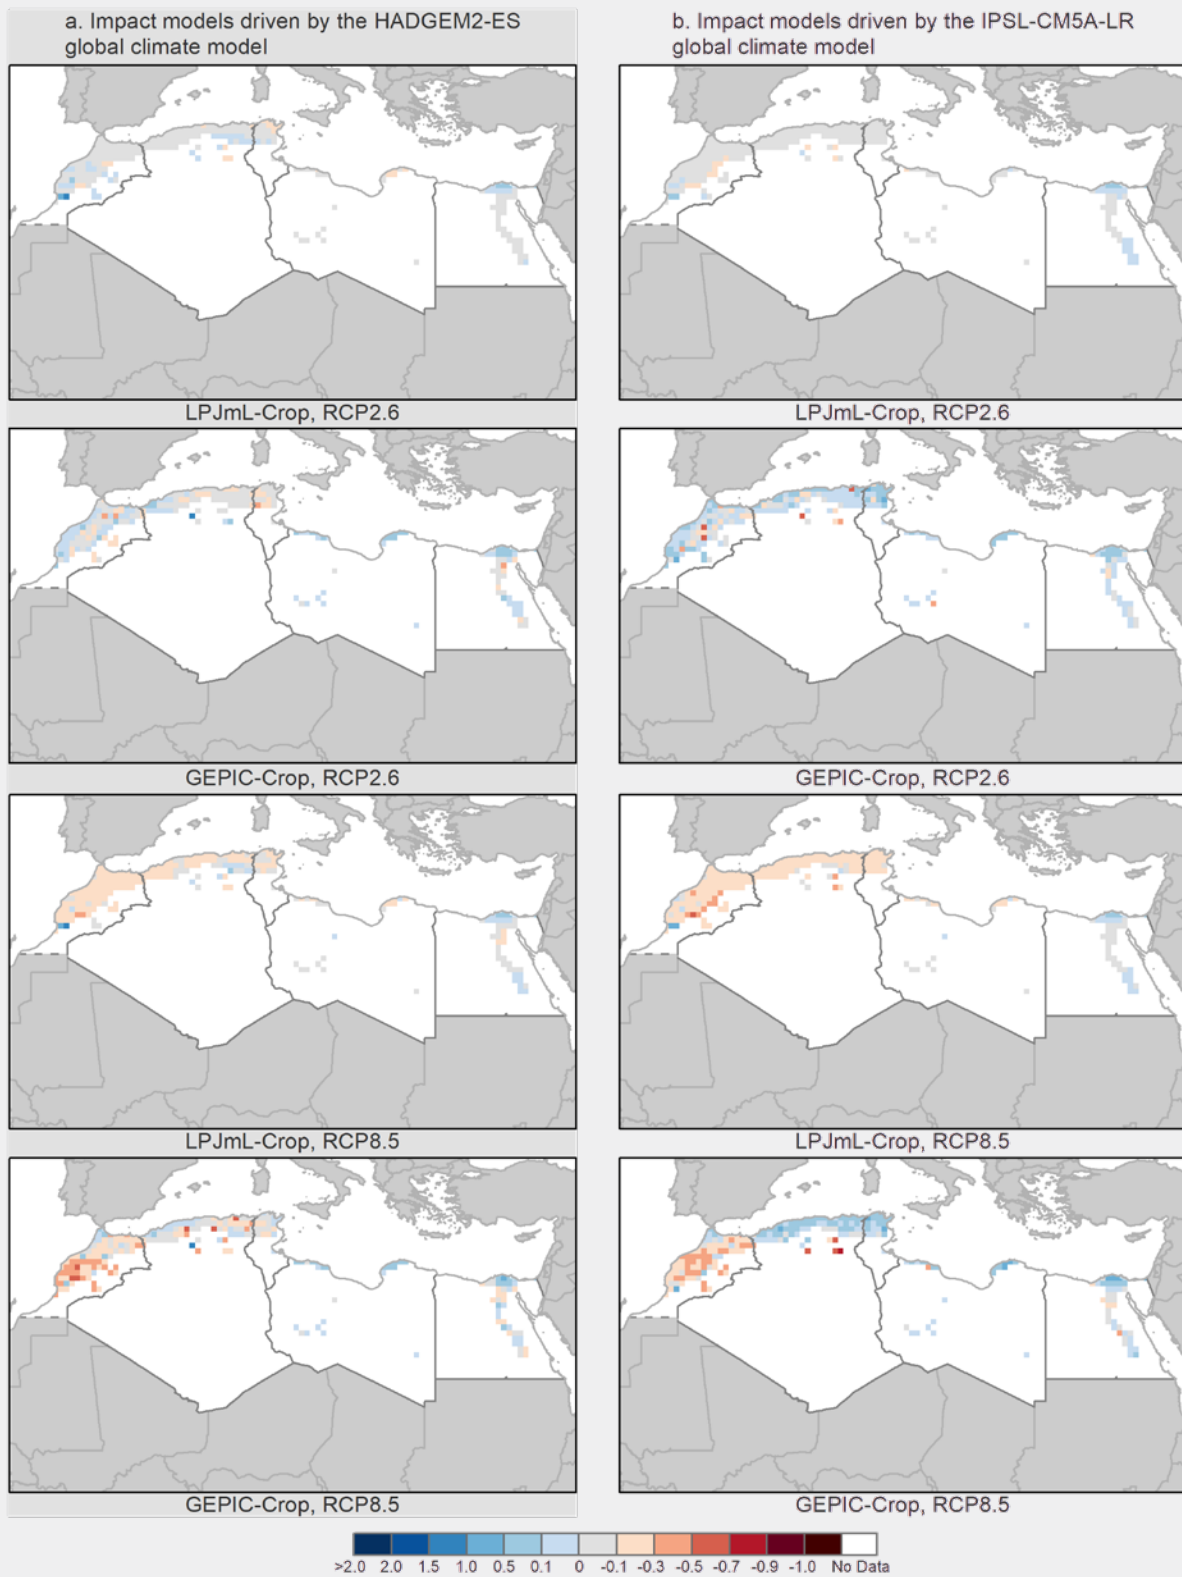 a. Impact models driven by the HADGEM2-ES
global climate model
b. Impact models driven by the IPSL-CM5A-LR
global climate model
LPJmL-Crop, RCP2.6
LPJmL-Crop, RCP2.6
GEPIC-Crop, RCP2.6
GEPIC-Crop, RCP2.6
LPJmL-Crop, RCP8.5
LPJmL-Crop, RCP8.5
GEPIC-Crop, RCP8.5
GEPIC-Crop, RCP8.5
>2.0 2.0 1.5 1.0 0.5 0.1 0 -0.1 -0.3 -0.5 -0.7 -0.9 -1.0 No Data